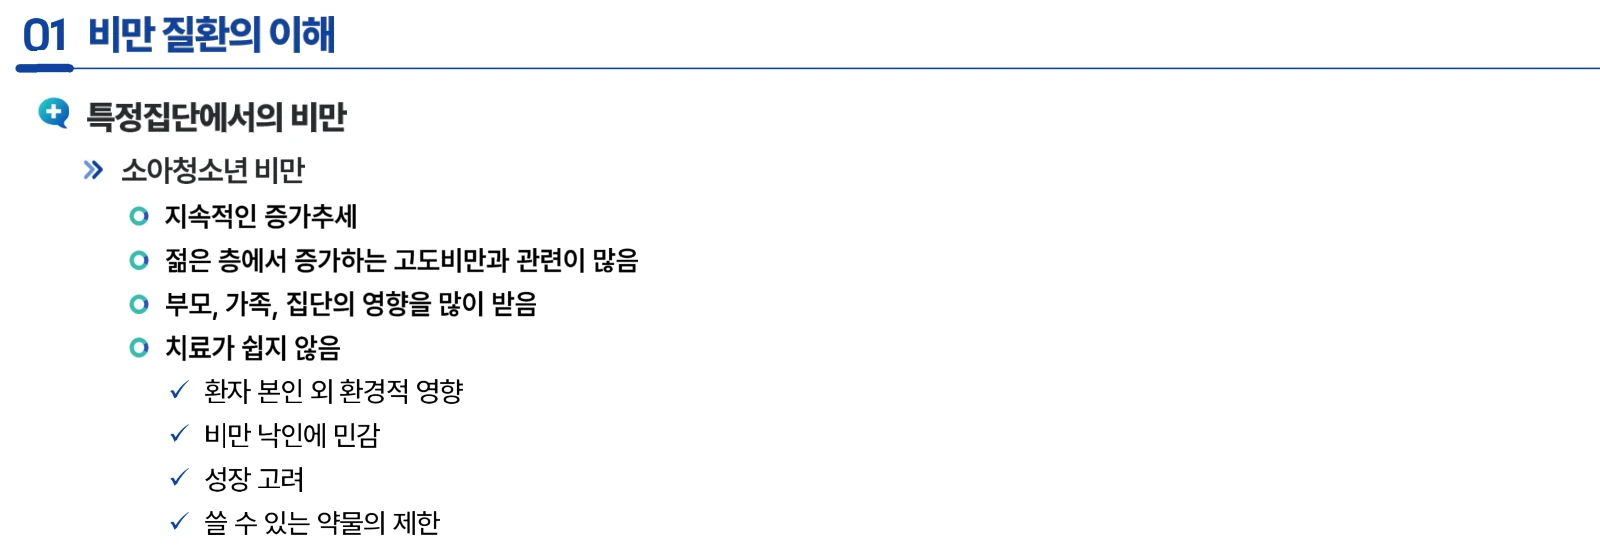 01 비만 질환의 이해
특정집단에서의 비만
소아청소년 비만
지속적인 증가추세
젊은 층에서 증가하는 고도비만과 관련이 많음
부모, 가족, 집단의 영향을 많이 받음
치료가 쉽지 않음
환자 본인 외 환경적 영향
비만 낙인에 민감
성장 고려
쓸 수 있는 약물의 제한